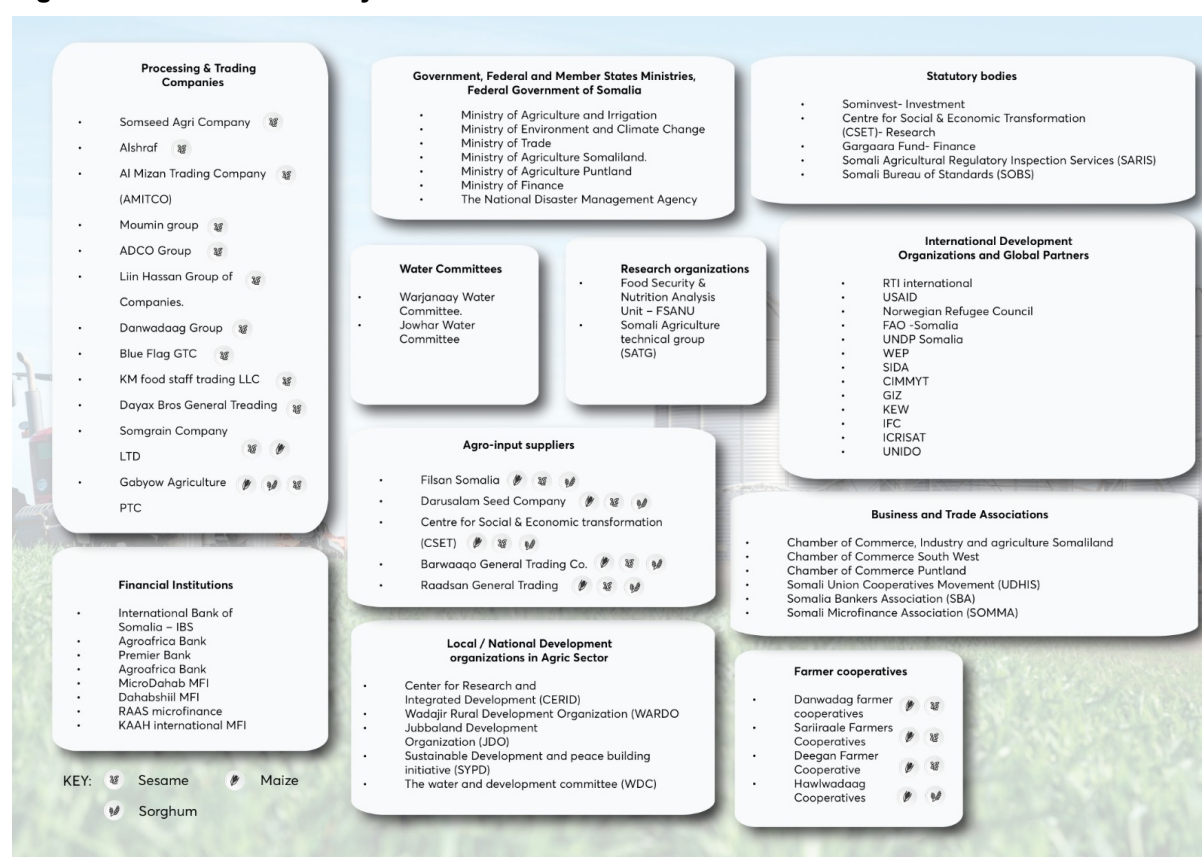 Processing & Trading
Companies
• Somseed Agri Company
• Alshraf
• Al Mizan Trading Company
(AMITCO)
• Moumin group
• ADCO Group
• Liin Hassan Group of
Companies.
• Danwadaag Group
• Blue Flag GTC
• KM food staff trading LLC
• Dayax Bros General Treading
• Somgrain Company
LTD
• Gabyow Agriculture
PTC
Government, Federal and Member States Ministries,
Federal Government of Somalia
• Ministry of Agriculture and Irrigation
• Ministry of Environment and Climate Change
• Ministry of Trade
• Ministry of Agriculture Somaliland.
• Ministry of Agriculture Puntland
• Ministry of Finance
• The National Disaster Management Agency
Statutory bodies
• Sominvest- Investment
• Centre for Social & Economic Transformation
(CSET)- Research
• Gargaara Fund- Finance
• Somali Agricultural Regulatory Inspection Services (SARIS)
• Somali Bureau of Standards (SOBS)
Water Committees
• Warjanaay Water
Committee.
• Jowhar Water
Committee
Research organizations
• Food Security &
Nutrition Analysis
Unit – FSANU
• Somali Agriculture
technical group
(SATG)
International Development
Organizations and Global Partners
• RTI international
• USAID
• Norwegian Refugee Council
• FAO -Somalia
• UNDP Somalia
• WEP
• SIDA
• CIMMYT
• GIZ
• KEW
• IFC
• ICRISAT
• UNIDO
Agro-input suppliers
• Filsan Somalia
• Darusalam Seed Company
• Centre for Social & Economic transformation
(CSET)
• Barwaaqo General Trading Co.
• Raadsan General Trading
Business and Trade Associations
• Chamber of Commerce, Industry and agriculture Somaliland
• Chamber of Commerce South West
• Chamber of Commerce Puntland
• Somali Union Cooperatives Movement (UDHIS)
• Somalia Bankers Association (SBA)
• Somali Microfinance Association (SOMMA)
Financial Institutions
• International Bank of
Somalia – IBS
• Agroafrica Bank
• Premier Bank
• Agroafrica Bank
• MicroDahab MFI
• Dahabshiil MFI
• RAAS microfinance
• KAAH international MFI
Local / National Development
organizations in Agric Sector
• Center for Research and
Integrated Development (CERID)
• Wadajir Rural Development Organization (WARDO
• Jubbaland Development
Organization (JDO)
• Sustainable Development and peace building
initiative (SYPD)
• The water and development committee (WDC)
Farmer cooperatives
• Danwadag farmer
cooperatives
• Sariiraale Farmers
Cooperatives
• Deegan Farmer
Cooperative
• Hawlwadaag
Cooperatives
KEY: Sesame Maize
Sorghum